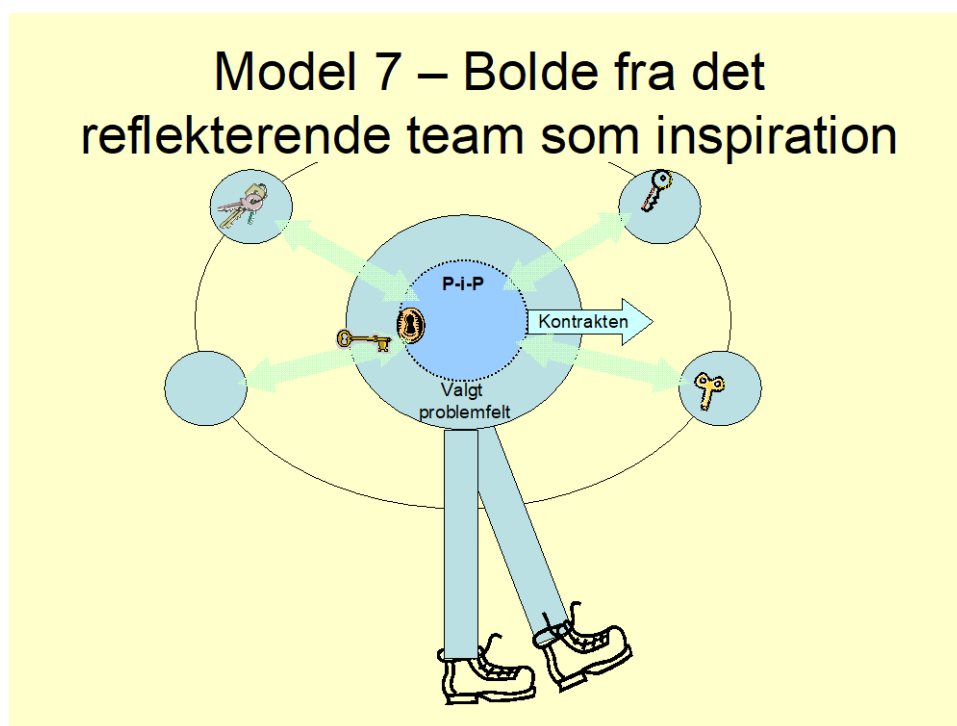 Model 7 – Bolde fra det
reflekterende team som inspiration
P-i-P
Kontrakten
Valgt
problemfelt